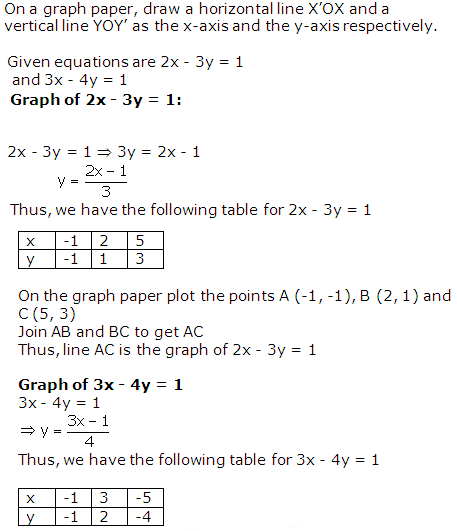 On a graph paper, draw a horizontal line X'OX and a
vertical line YOY' as the x-axis and the y-axis respectively.
Given equations are 2x - 3y = 1
and 3x - 4y = 1
Graph of 2x - 3y = 1:
2x - 3y = 1 ⇒ 3y = 2x - 1
y = (2x – 1)/3
Thus, we have the following table for 2x - 3y = 1
x -1 2 5
y -1 1 3
On the graph paper plot the points A (-1, -1), B (2, 1) and
C (5, 3)
Join AB and BC to get AC
Thus, line AC is the graph of 2x - 3y = 1
Graph of 3x - 4y = 1
3x - 4y = 1
⇒ y = (3x – 1)/4
Thus, we have the following table for 3x - 4y = 1
x -1 3 -5
y -1 2 -4